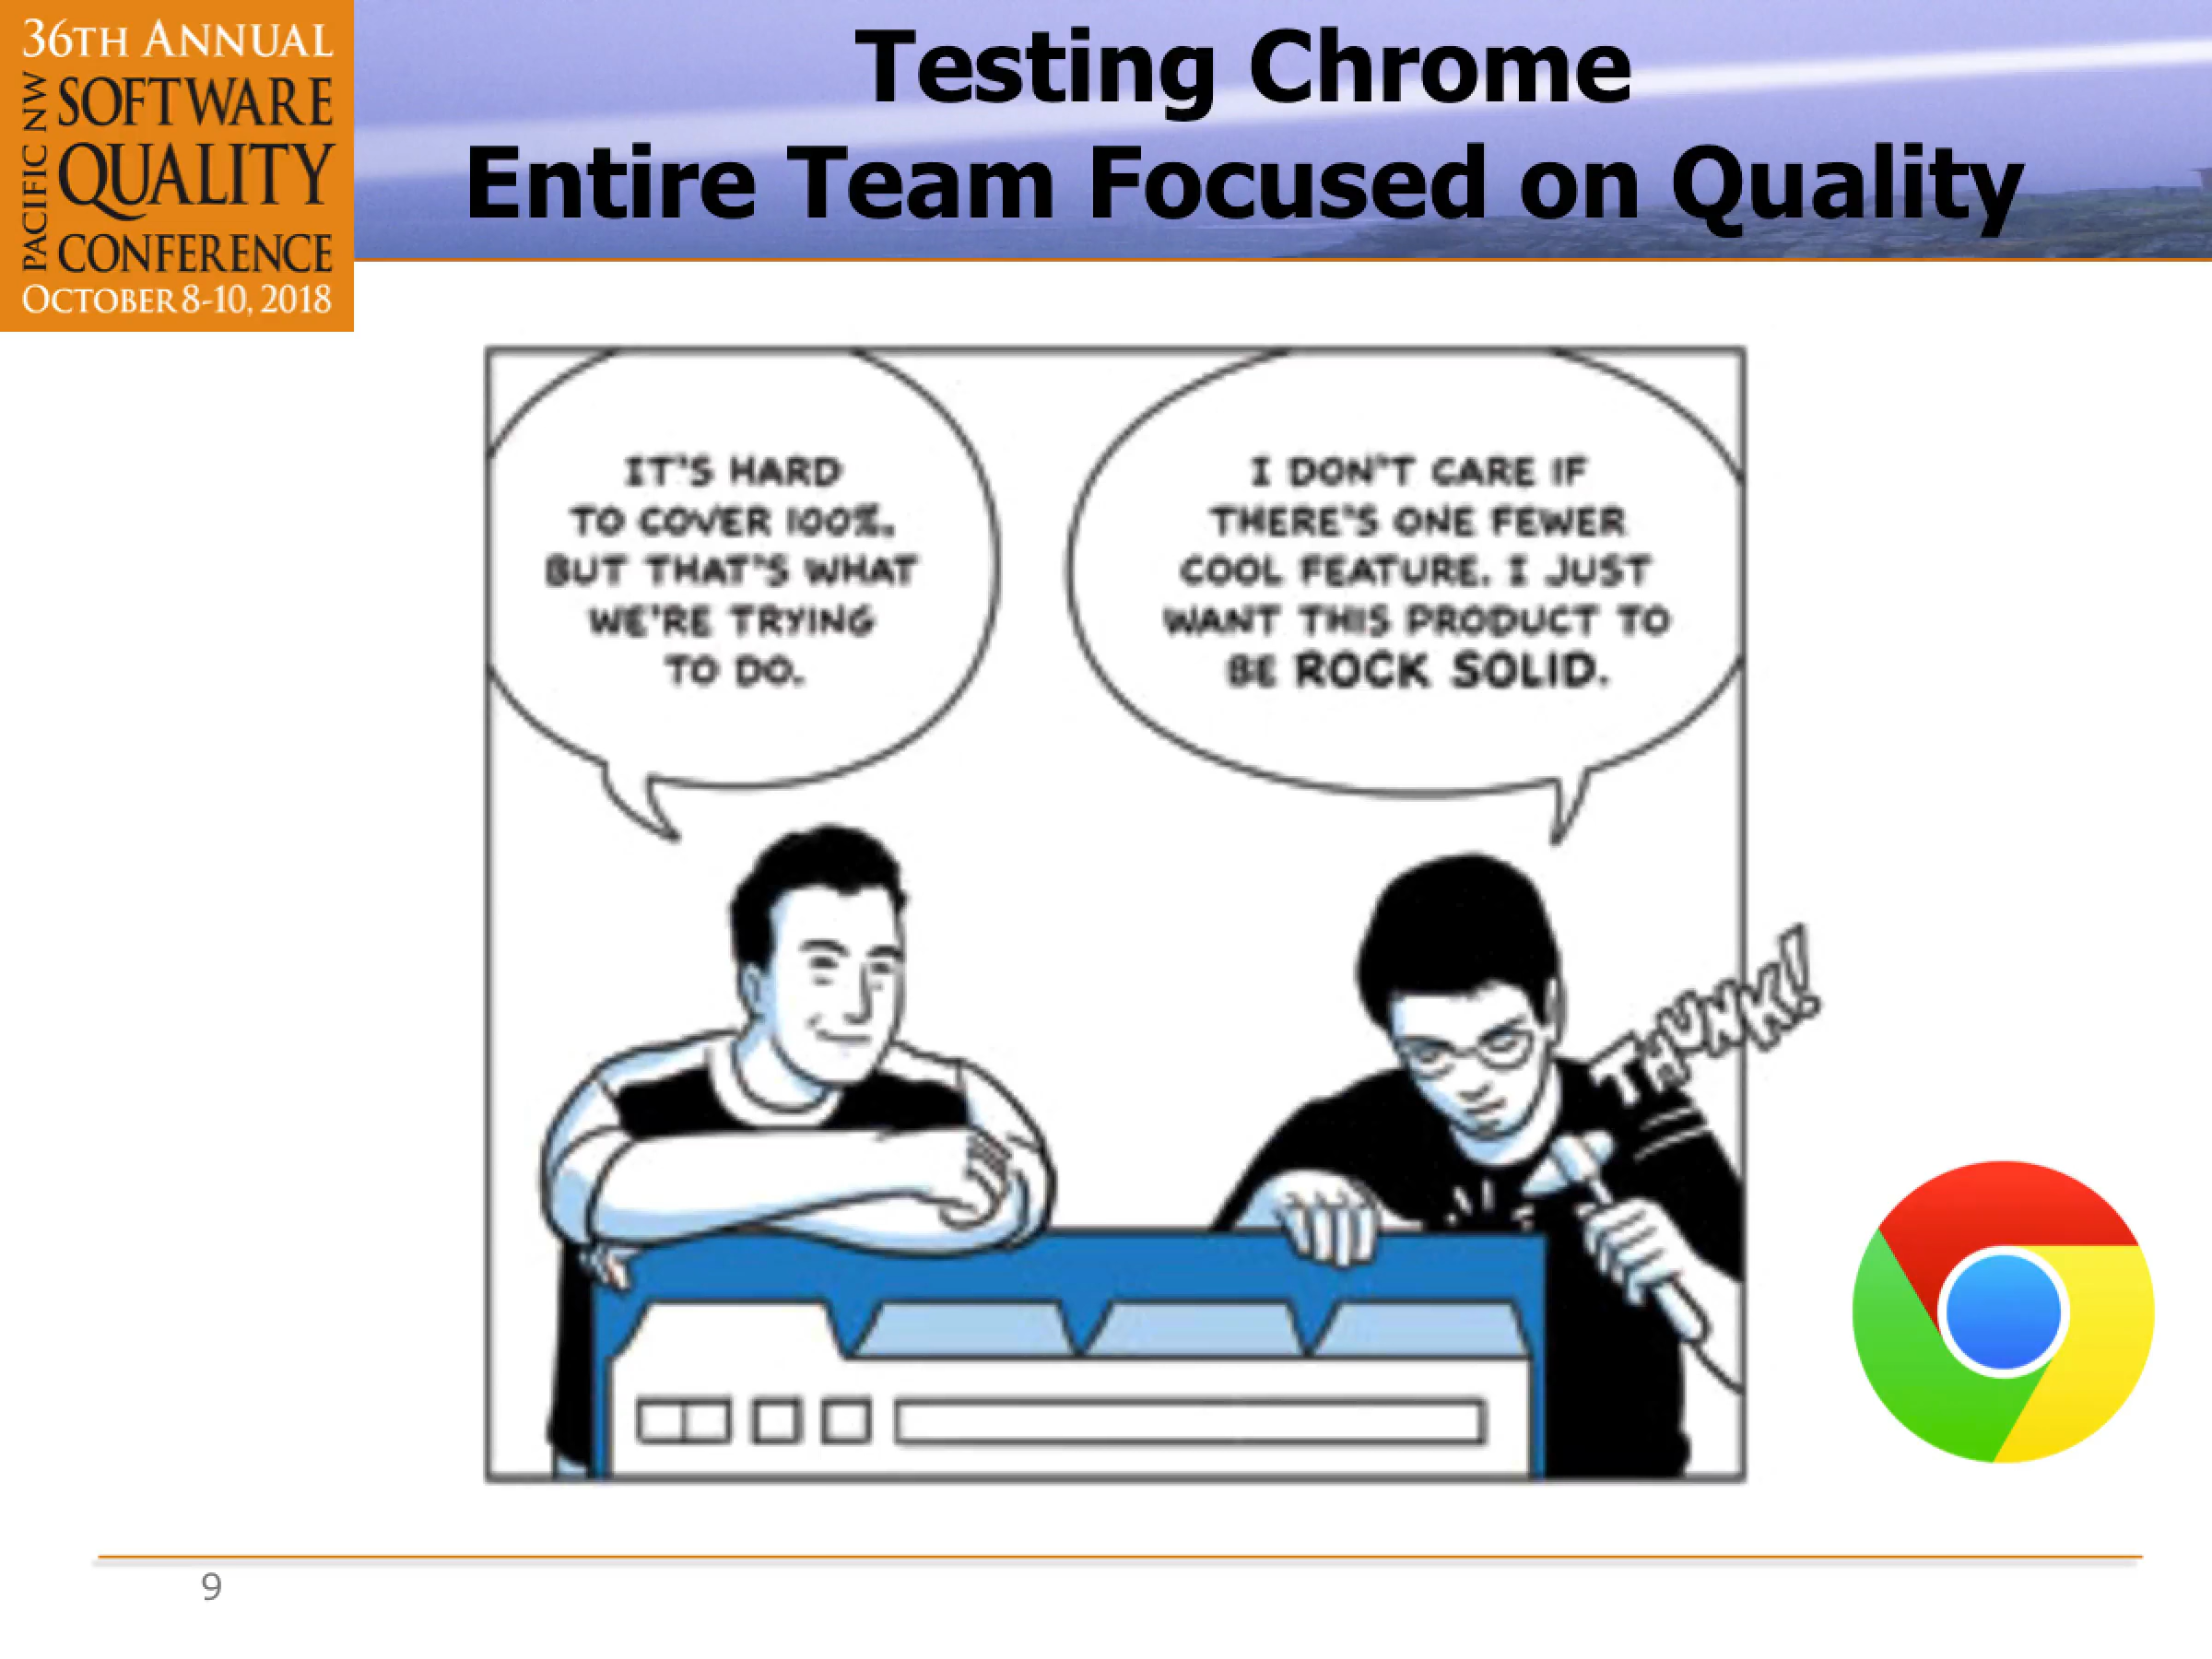 36TH ANNUAL
PACIFIC NW
SOFTWARE
QUALITY
CONFERENCE
OCTOBER 8-10, 2018
Testing Chrome
Entire Team Focused on Quality
IT'S HARD
TO COVER 100%.
BUT THAT'S WHAT
WE'RE TRYING
TO DO.
I DON'T CARE IF
THERE'S ONE FEWER
COOL FEATURE. I JUST
WANT THIS PRODUCT TO
BE ROCK SOLID.
THUNK!
9